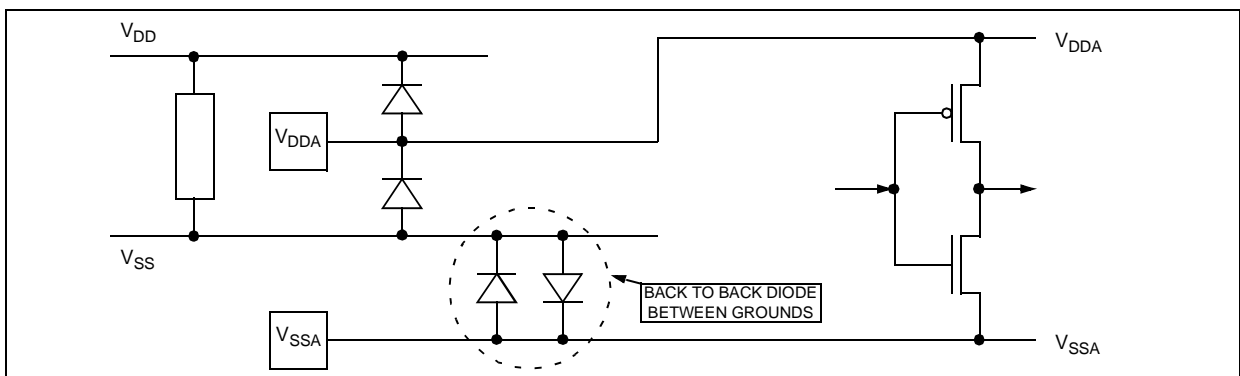 VDD
VDDA
VDDA
VSS
BACK TO BACK DIODE
BETWEEN GROUNDS
VSSA
VSSA